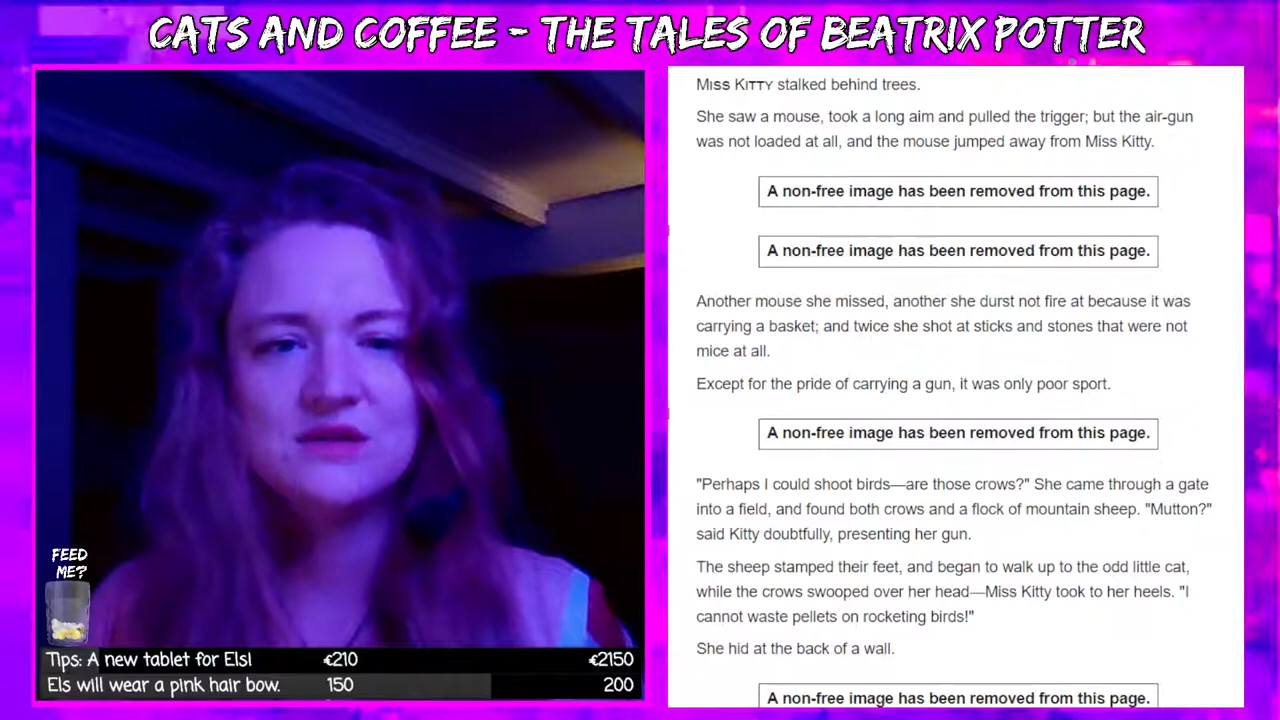 CATS AND COFFEE - THE TALES OF BEATRIX POTTER
MISS KITTY stalked behind trees.
She saw a mouse, took a long aim and pulled the trigger; but the air-gun
was not loaded at all, and the mouse jumped away from Miss Kitty.
A non-free image has been removed from this page.
A non-free image has been removed from this page.
Another mouse she missed, another she durst not fire at because it was
carrying a basket; and twice she shot at sticks and stones that were not
mice at all.
Except for the pride of carrying a gun, it was only poor sport.
A non-free image has been removed from this page.
"Perhaps I could shoot birds—are those crows?" She came through a gate
into a field, and found both crows and a flock of mountain sheep. "Mutton?"
said Kitty doubtfully, presenting her gun.
The sheep stamped their feet, and began to walk up to the odd little cat,
while the crows swooped over her head—Miss Kitty took to her heels. "I
cannot waste pellets on rocketing birds!"
She hid at the back of a wall.
A non-free image has been removed from this page.
FEED
ME?
Tips: A new tablet for Els! €210 €2150
Els will wear a pink hair bow. 150 200